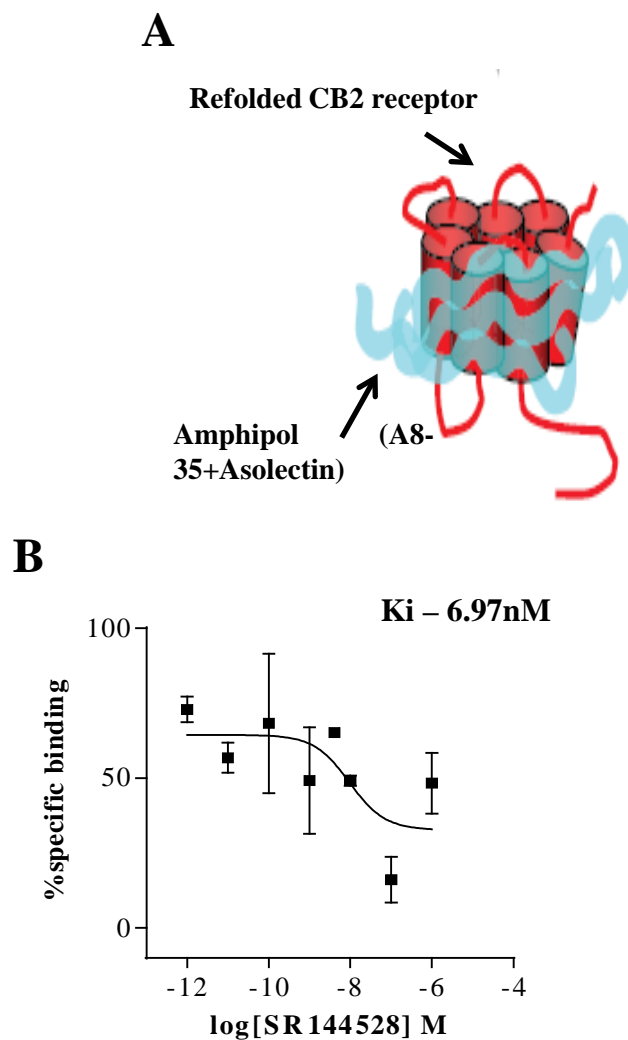 A
Refolded CB2 receptor
Amphipol (A8-
35+Asolectin)
B
Ki – 6.97nM
100
50
0
%specific binding
-12 -10 -8 -6 -4
log[SR144528] M